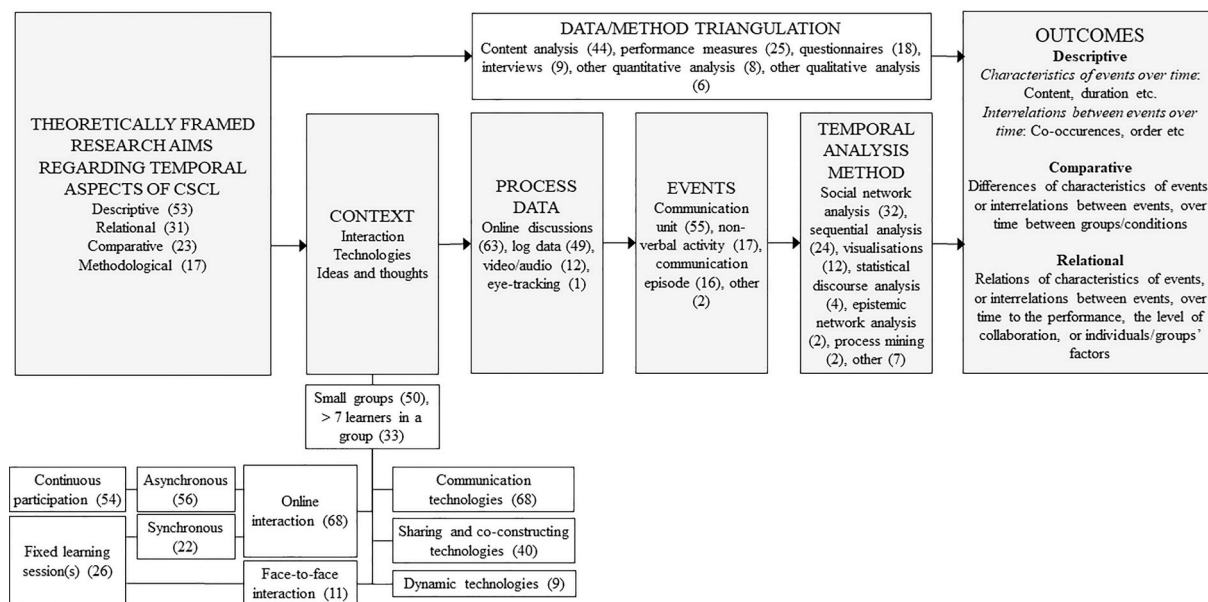 DATA/METHOD TRIANGULATION
Content analysis (44), performance measures (25), questionnaires (18),
interviews (9), other quantitative analysis (8), other qualitative analysis
(6)
THEORETICALLY FRAMED
RESEARCH AIMS
REGARDING TEMPORAL
ASPECTS OF CSCL
Descriptive (53)
Relational (31)
Comparative (23)
Methodological (17)
CONTEXT
Interaction
Technologies
Ideas and thoughts
PROCESS
DATA
Online discussions
(63), log data (49),
video/audio (12),
eye-tracking (1)
EVENTS
Communication
unit (55), non-
verbal activity (17),
communication
episode (16), other
(2)
TEMPORAL
ANALYSIS
METHOD
Social network
analysis (32),
sequential analysis
(24), visualisations
(12), statistical
discourse analysis
(4), epistemic
network analysis
(2), process mining
(2), other (7)
OUTCOMES
Descriptive
Characteristics of events over time:
Content, duration etc.
Interrelations between events over
time: Co-occurences, order etc
Comparative
Differences of characteristics of events,
or interrelations between events, over
time between groups/conditions
Relational
Relations of characteristics of events,
or interrelations between events, over
time to the performance, the level of
collaboration, or individuals/groups'
factors
Small groups (50),
> 7 learners in a
group (33)
Continuous
participation (54)
Asynchronous
(56)
Online
interaction
(68)
Communication
technologies (68)
Fixed learning
session(s) (26)
Synchronous
(22)
Sharing and co-constructing
technologies (40)
Face-to-face
interaction (11)
Dynamic technologies (9)